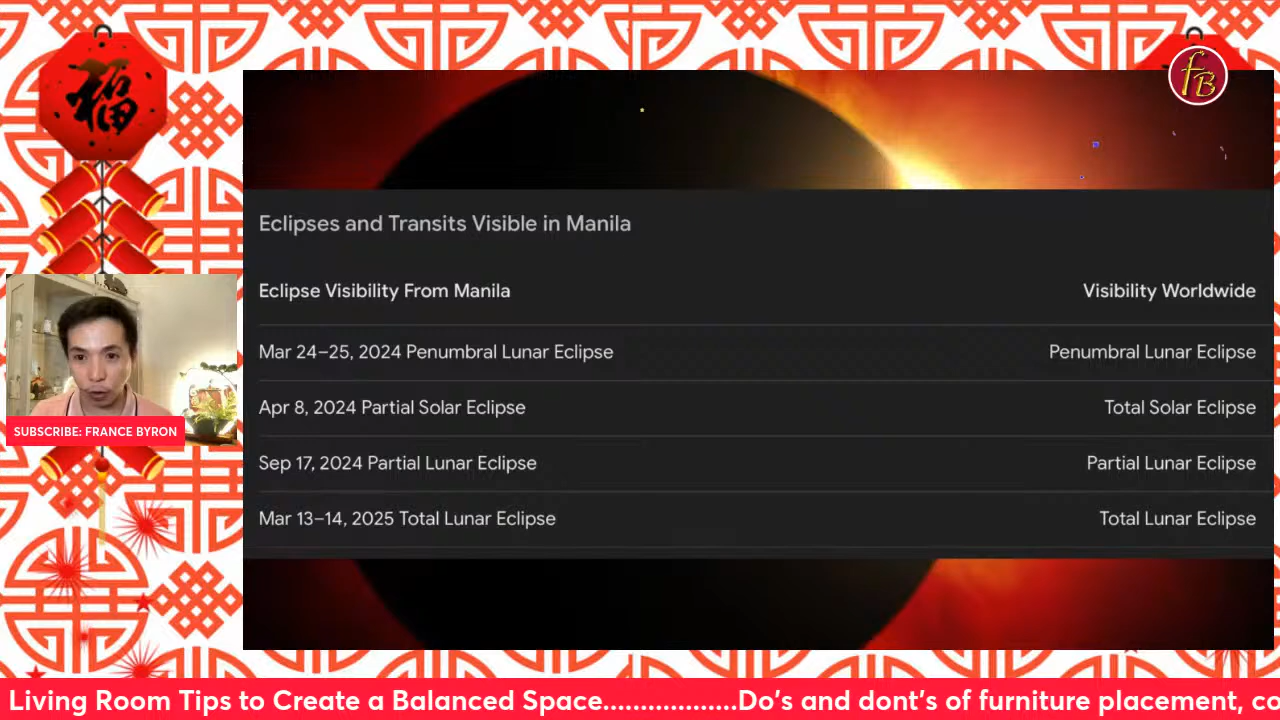 福
fB
Eclipses and Transits Visible in Manila
Eclipse Visibility From Manila Visibility Worldwide
Mar 24–25, 2024 Penumbral Lunar Eclipse Penumbral Lunar Eclipse
Apr 8, 2024 Partial Solar Eclipse Total Solar Eclipse
Sep 17, 2024 Partial Lunar Eclipse Partial Lunar Eclipse
Mar 13–14, 2025 Total Lunar Eclipse Total Lunar Eclipse
SUBSCRIBE: FRANCE BYRON
Living Room Tips to Create a Balanced Space..................Do's and dont's of furniture placement, co